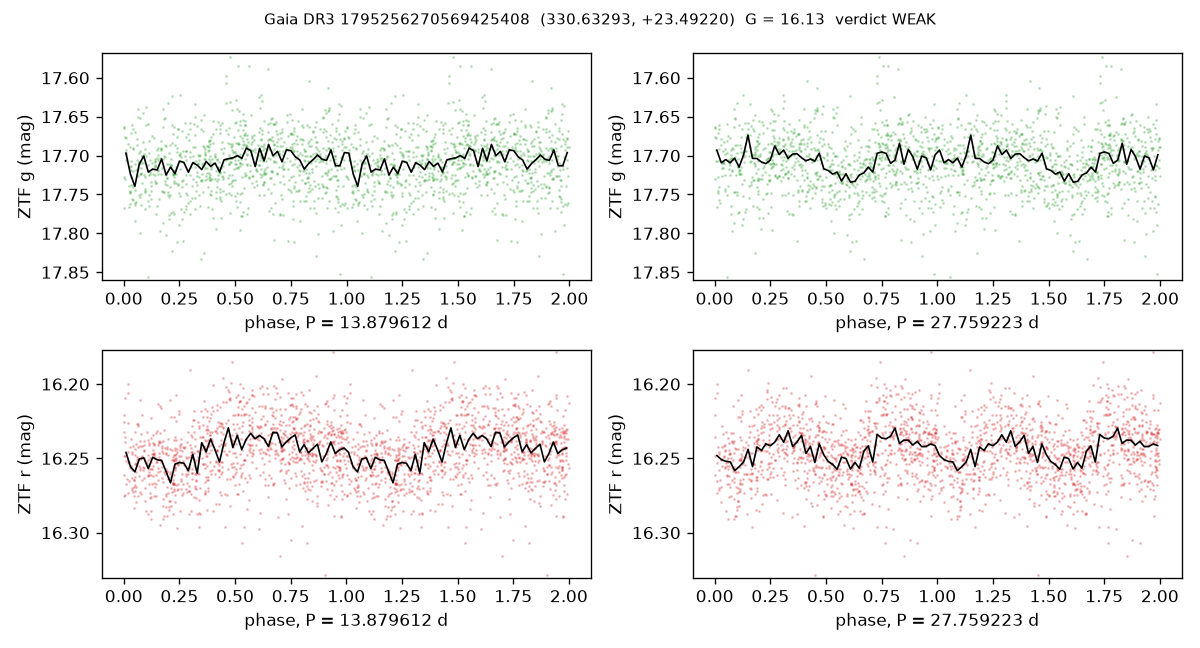 Gaia DR3 1795256270569425408  (330.63293, +23.49220)  G = 16.13  verdict WEAK
ZTF g (mag)
17.60
17.65
17.70
17.75
17.80
17.85
0.00 0.25 0.50 0.75 1.00 1.25 1.50 1.75 2.00
phase, P = 13.879612 d
ZTF g (mag)
17.60
17.65
17.70
17.75
17.80
17.85
0.00 0.25 0.50 0.75 1.00 1.25 1.50 1.75 2.00
phase, P = 27.759223 d
ZTF r (mag)
16.20
16.25
16.30
0.00 0.25 0.50 0.75 1.00 1.25 1.50 1.75 2.00
phase, P = 13.879612 d
ZTF r (mag)
16.20
16.25
16.30
0.00 0.25 0.50 0.75 1.00 1.25 1.50 1.75 2.00
phase, P = 27.759223 d